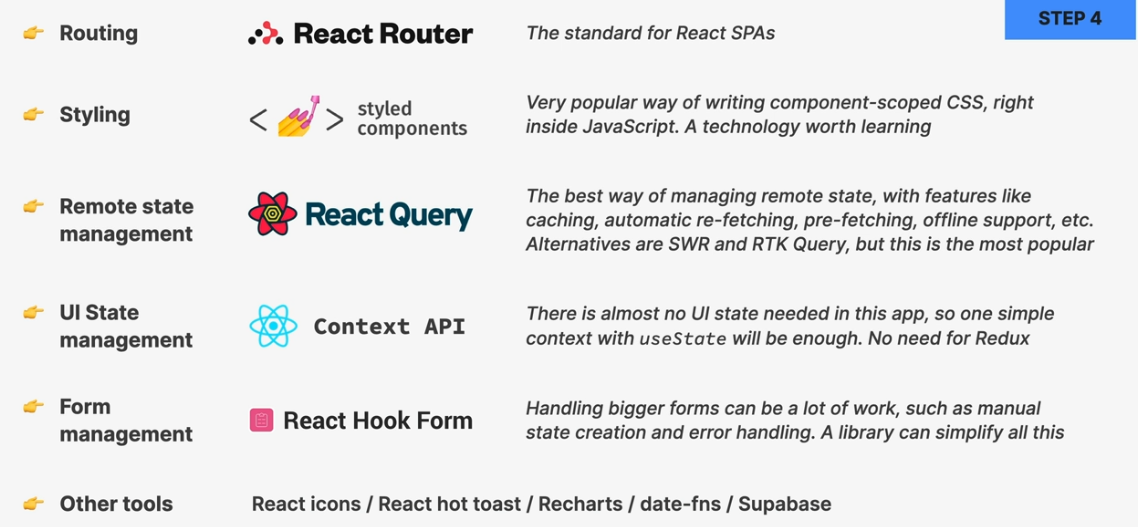 STEP 4
Routing
React Router
The standard for React SPAs
Styling
< > styled
components
Very popular way of writing component-scoped CSS, right
inside JavaScript. A technology worth learning
Remote state
management
React Query
The best way of managing remote state, with features like
caching, automatic re-fetching, pre-fetching, offline support, etc.
Alternatives are SWR and RTK Query, but this is the most popular
UI State
management
Context API
There is almost no UI state needed in this app, so one simple
context with useState will be enough. No need for Redux
Form
management
React Hook Form
Handling bigger forms can be a lot of work, such as manual
state creation and error handling. A library can simplify all this
Other tools
React icons / React hot toast / Recharts / date-fns / Supabase